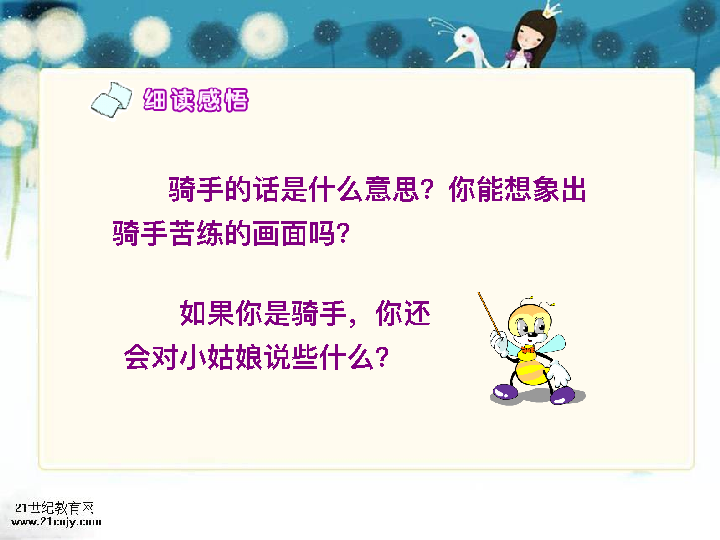 细读感悟
骑手的话是什么意思？你能想象出
骑手苦练的画面吗？
如果你是骑手，你还
会对小姑娘说些什么？
21世纪教育网
www.21cnjy.com